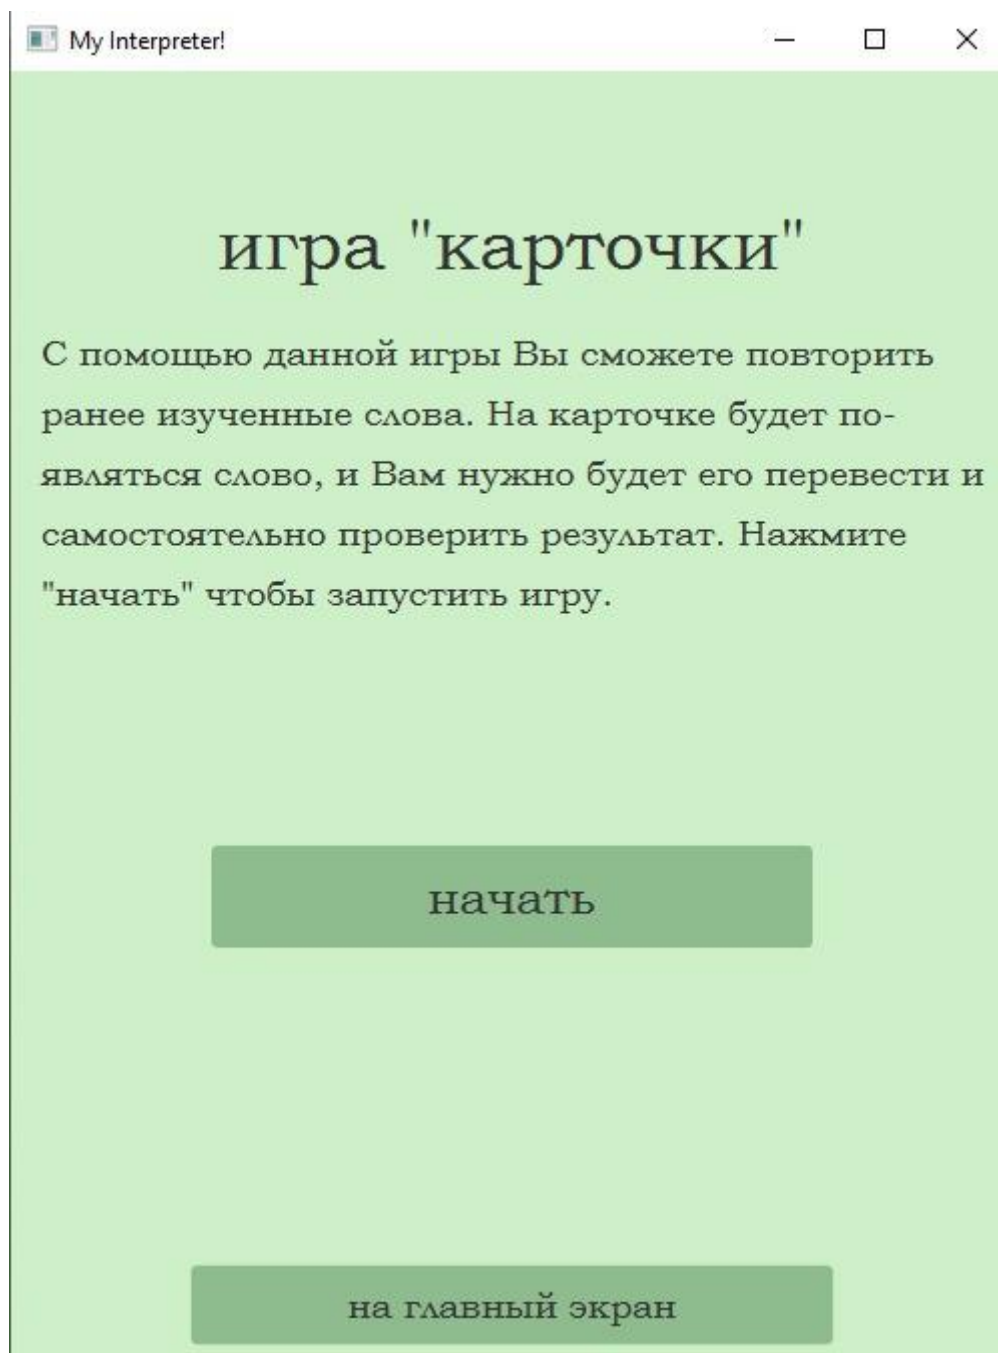 My Interpreter!
игра "карточки"
С помощью данной игры Вы сможете повторить
ранее изученные слова. На карточке будет по-
являться слово, и Вам нужно будет его перевести и
самостоятельно проверить результат. Нажмите
"начать" чтобы запустить игру.
начать
на главный экран